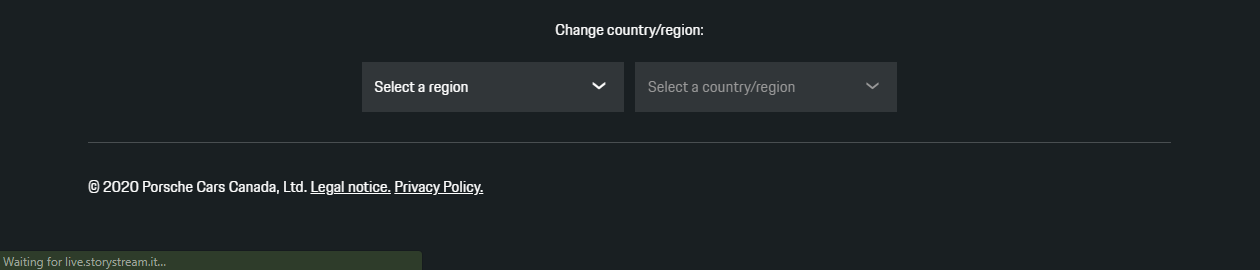 Change country/region:
Select a region
Select a country/region
© 2020 Porsche Cars Canada, Ltd. Legal notice. Privacy Policy.
Waiting for live.storystream.it...